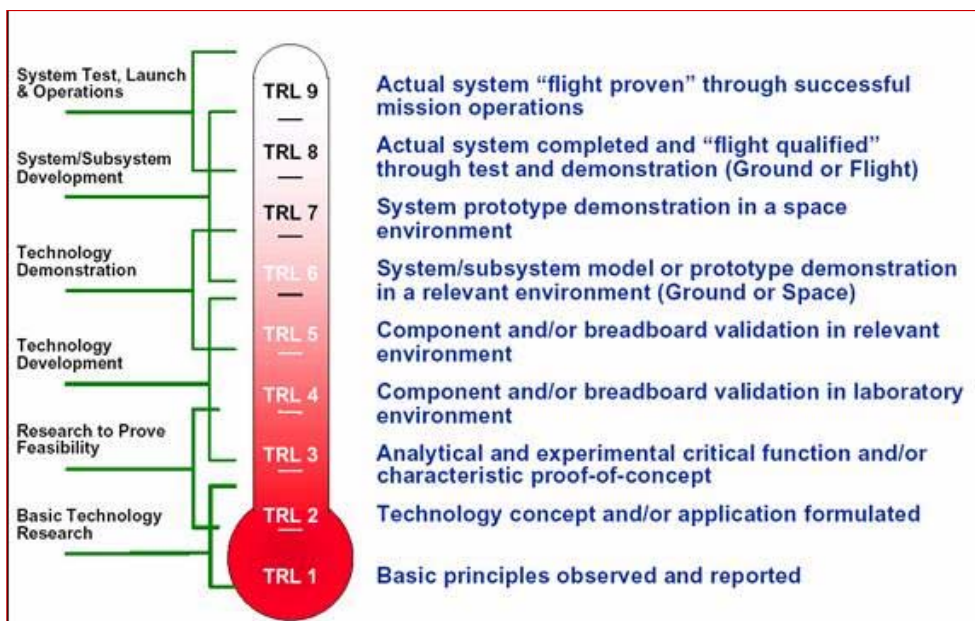 System Test, Launch
& Operations
System/Subsystem
Development
Technology
Demonstration
Technology
Development
Research to Prove
Feasibility
Basic Technology
Research
TRL 9
TRL 8
TRL 7
TRL 6
TRL 5
TRL 4
TRL 3
TRL 2
TRL 1
Actual system “flight proven” through successful
mission operations
Actual system completed and “flight qualified”
through test and demonstration (Ground or Flight)
System prototype demonstration in a space
environment
System/subsystem model or prototype demonstration
in a relevant environment (Ground or Space)
Component and/or breadboard validation in relevant
environment
Component and/or breadboard validation in laboratory
environment
Analytical and experimental critical function and/or
characteristic proof-of-concept
Technology concept and/or application formulated
Basic principles observed and reported